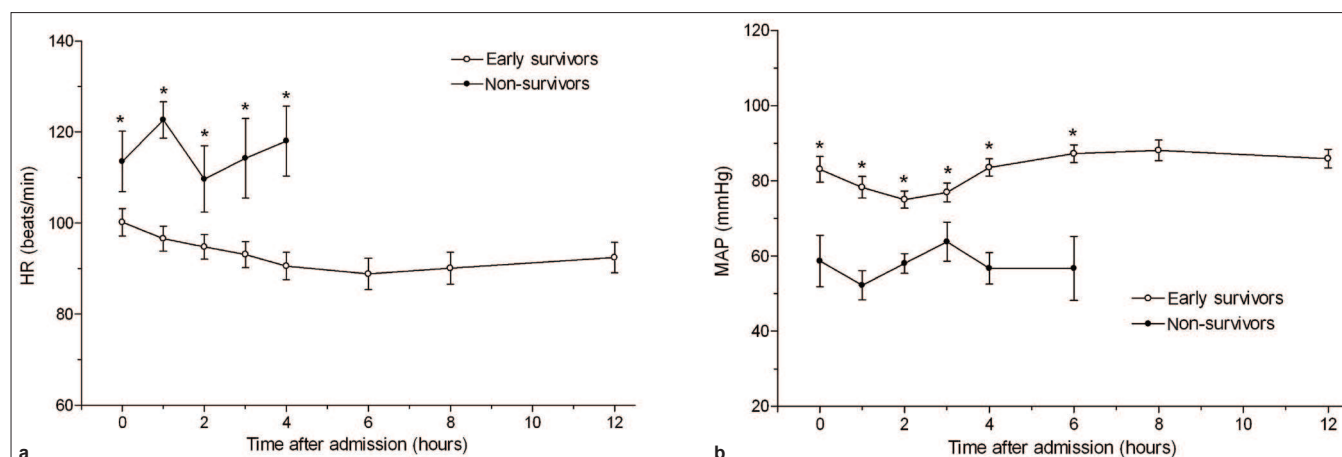 140
120
100
80
60
HR (beats/min)
Early survivors
Non-survivors
* * * * *
0 2 4 6 8 10 12
Time after admission (hours)
a
120
100
80
60
40
20
MAP (mmHg)
* * * * * *
Early survivors
Non-survivors
0 2 4 6 8 10 12
Time after admission (hours)
b